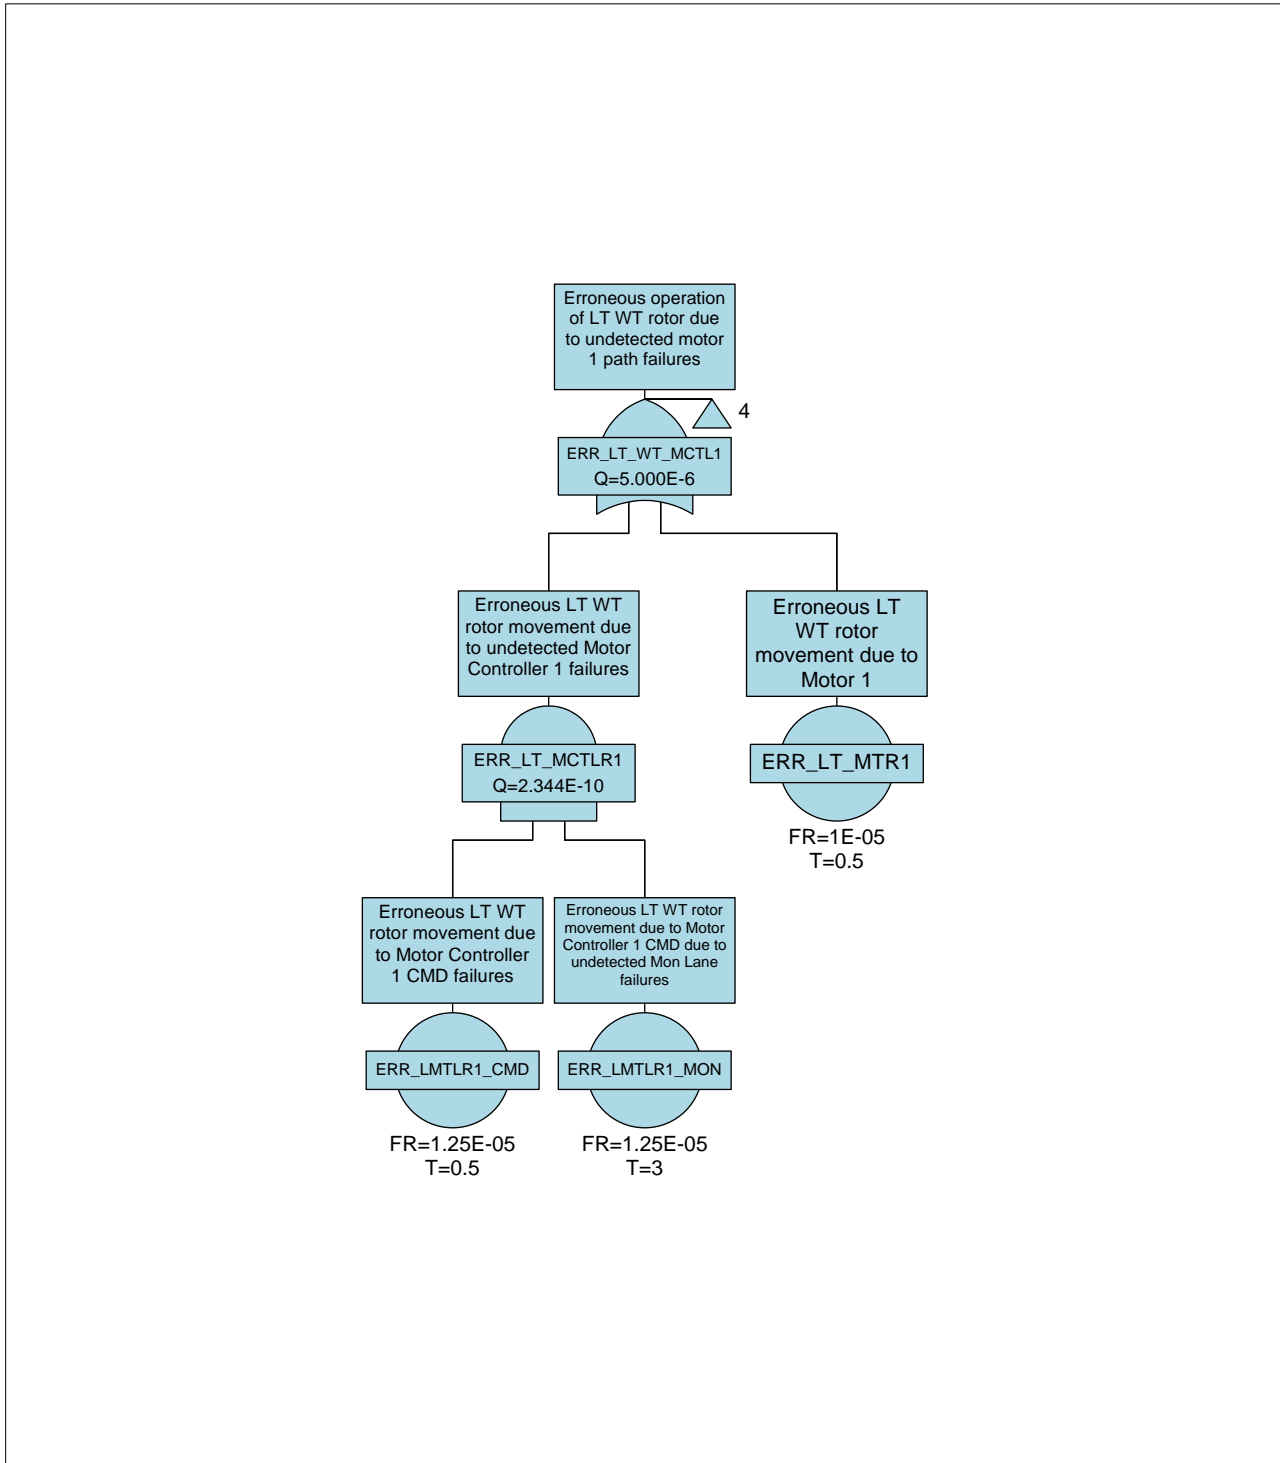 Erroneous operation
of LT WT rotor due
to undetected motor
1 path failures
4
ERR_LT_WT_MCTL1
Q=5.000E-6
Erroneous LT WT
rotor movement due
to undetected Motor
Controller 1 failures
ERR_LT_MCTLR1
Q=2.344E-10
Erroneous LT
WT rotor
movement due to
Motor 1
ERR_LT_MTR1
FR=1E-05
T=0.5
Erroneous LT WT
rotor movement due
to Motor Controller
1 CMD failures
ERR_LMTLR1_CMD
FR=1.25E-05
T=0.5
Erroneous LT WT rotor
movement due to Motor
Controller 1 CMD due to
undetected Mon Lane
failures
ERR_LMTLR1_MON
FR=1.25E-05
T=3